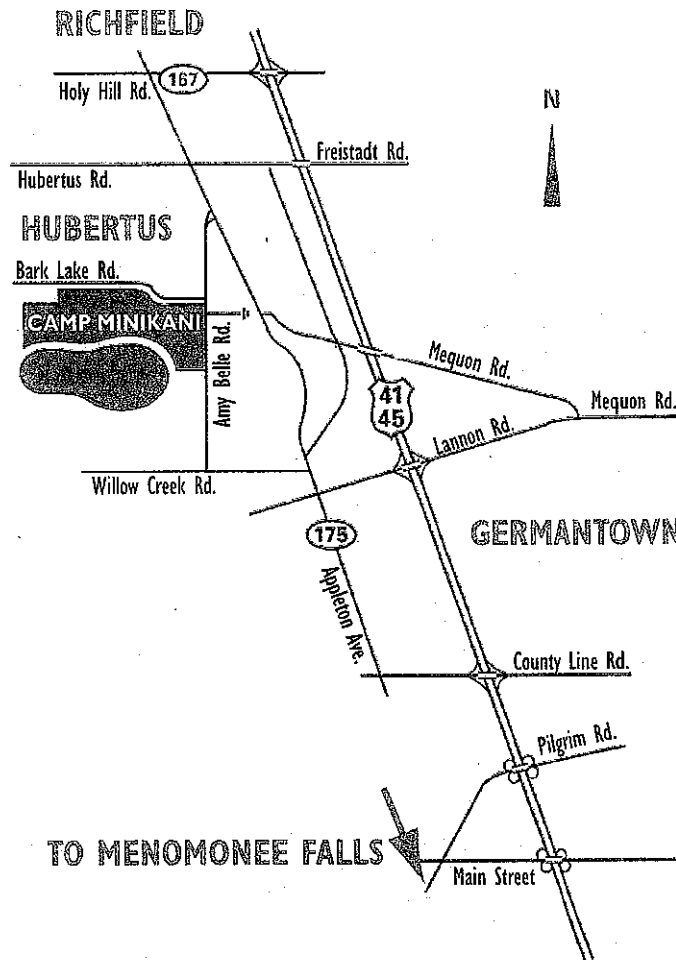 RICHFIELD
167
Holy Hill Rd.
N
Freistadt Rd.
Hubertus Rd.
HUBERTUS
Bark Lake Rd.
CAMP MINIKANI
Amy Belle Rd.
Mequon Rd.
41
45
Mequon Rd.
Lannon Rd.
Willow Creek Rd.
GERMANTOWN
175
Appleton Ave.
County Line Rd.
Pilgrim Rd.
TO MENOMONEE FALLS
Main Street